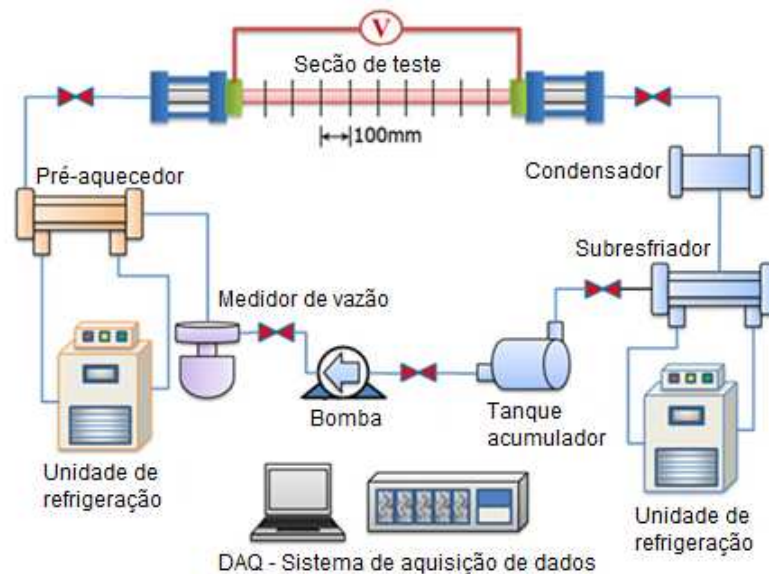 V
Secão de teste
100mm
Pré-aquecedor
Condensador
Subresfriador
Medidor de vazão
Bomba
Tanque
acumulador
Unidade de
refrigeração
Unidade de
refrigeração
DAQ - Sistema de aquisição de dados